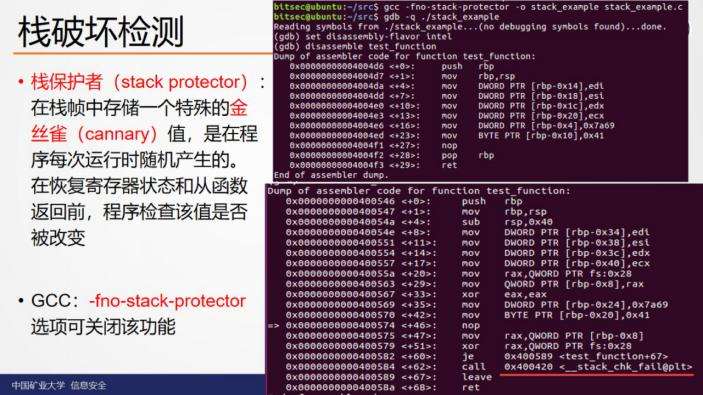 栈破坏检测
• 栈保护者（stack protector）：
在栈帧中存储一个特殊的金
丝雀（cannary）值，是在程
序每次运行时随机产生的。
在恢复寄存器状态和从函数
返回前，程序检查该值是否
被改变
• GCC：-fno-stack-protector
选项可关闭该功能
中国矿业大学 信息安全
bitsec@ubuntu:~/src$ gcc -fno-stack-protector -o stack_example stack_example.c
bitsec@ubuntu:~/src$ gdb -q ./stack_example
Reading symbols from ./stack_example...(no debugging symbols found)...done.
(gdb) set disassembly-flavor intel
(gdb) disassemble test_function
Dump of assembler code for function test_function:
0x00000000004004d6 <+0>: push rbp
0x00000000004004d7 <+1>: mov rbp,rsp
0x00000000004004da <+4>: mov DWORD PTR [rbp-0x14],edi
0x00000000004004dd <+7>: mov DWORD PTR [rbp-0x18],esi
0x00000000004004e0 <+10>: mov DWORD PTR [rbp-0x1c],edx
0x00000000004004e3 <+13>: mov DWORD PTR [rbp-0x20],ecx
0x00000000004004e6 <+16>: mov DWORD PTR [rbp-0x4],0x7a69
0x00000000004004ed <+23>: mov BYTE PTR [rbp-0x10],0x41
0x00000000004004f1 <+27>: nop
0x00000000004004f2 <+28>: pop rbp
0x00000000004004f3 <+29>: ret
End of assembler dump.
Dump of assembler code for function test_function:
0x0000000000400546 <+0>: push rbp
0x0000000000400547 <+1>: mov rbp,rsp
0x000000000040054a <+4>: sub rsp,0x40
0x000000000040054e <+8>: mov DWORD PTR [rbp-0x34],edi
0x0000000000400551 <+11>: mov DWORD PTR [rbp-0x38],esi
0x0000000000400554 <+14>: mov DWORD PTR [rbp-0x3c],edx
0x0000000000400557 <+17>: mov DWORD PTR [rbp-0x40],ecx
0x000000000040055a <+20>: mov rax,QWORD PTR fs:0x28
0x0000000000400563 <+29>: mov QWORD PTR [rbp-0x8],rax
0x0000000000400567 <+33>: xor eax,eax
0x0000000000400569 <+35>: mov DWORD PTR [rbp-0x24],0x7a69
0x0000000000400570 <+42>: mov BYTE PTR [rbp-0x20],0x41
=> 0x0000000000400574 <+46>: nop
0x0000000000400575 <+47>: mov rax,QWORD PTR [rbp-0x8]
0x0000000000400579 <+51>: xor rax,QWORD PTR fs:0x28
0x0000000000400582 <+60>: je 0x400589 <test_function+67>
0x0000000000400584 <+62>: call 0x400420 <__stack_chk_fail@plt>
0x0000000000400589 <+67>: leave
0x000000000040058a <+68>: ret